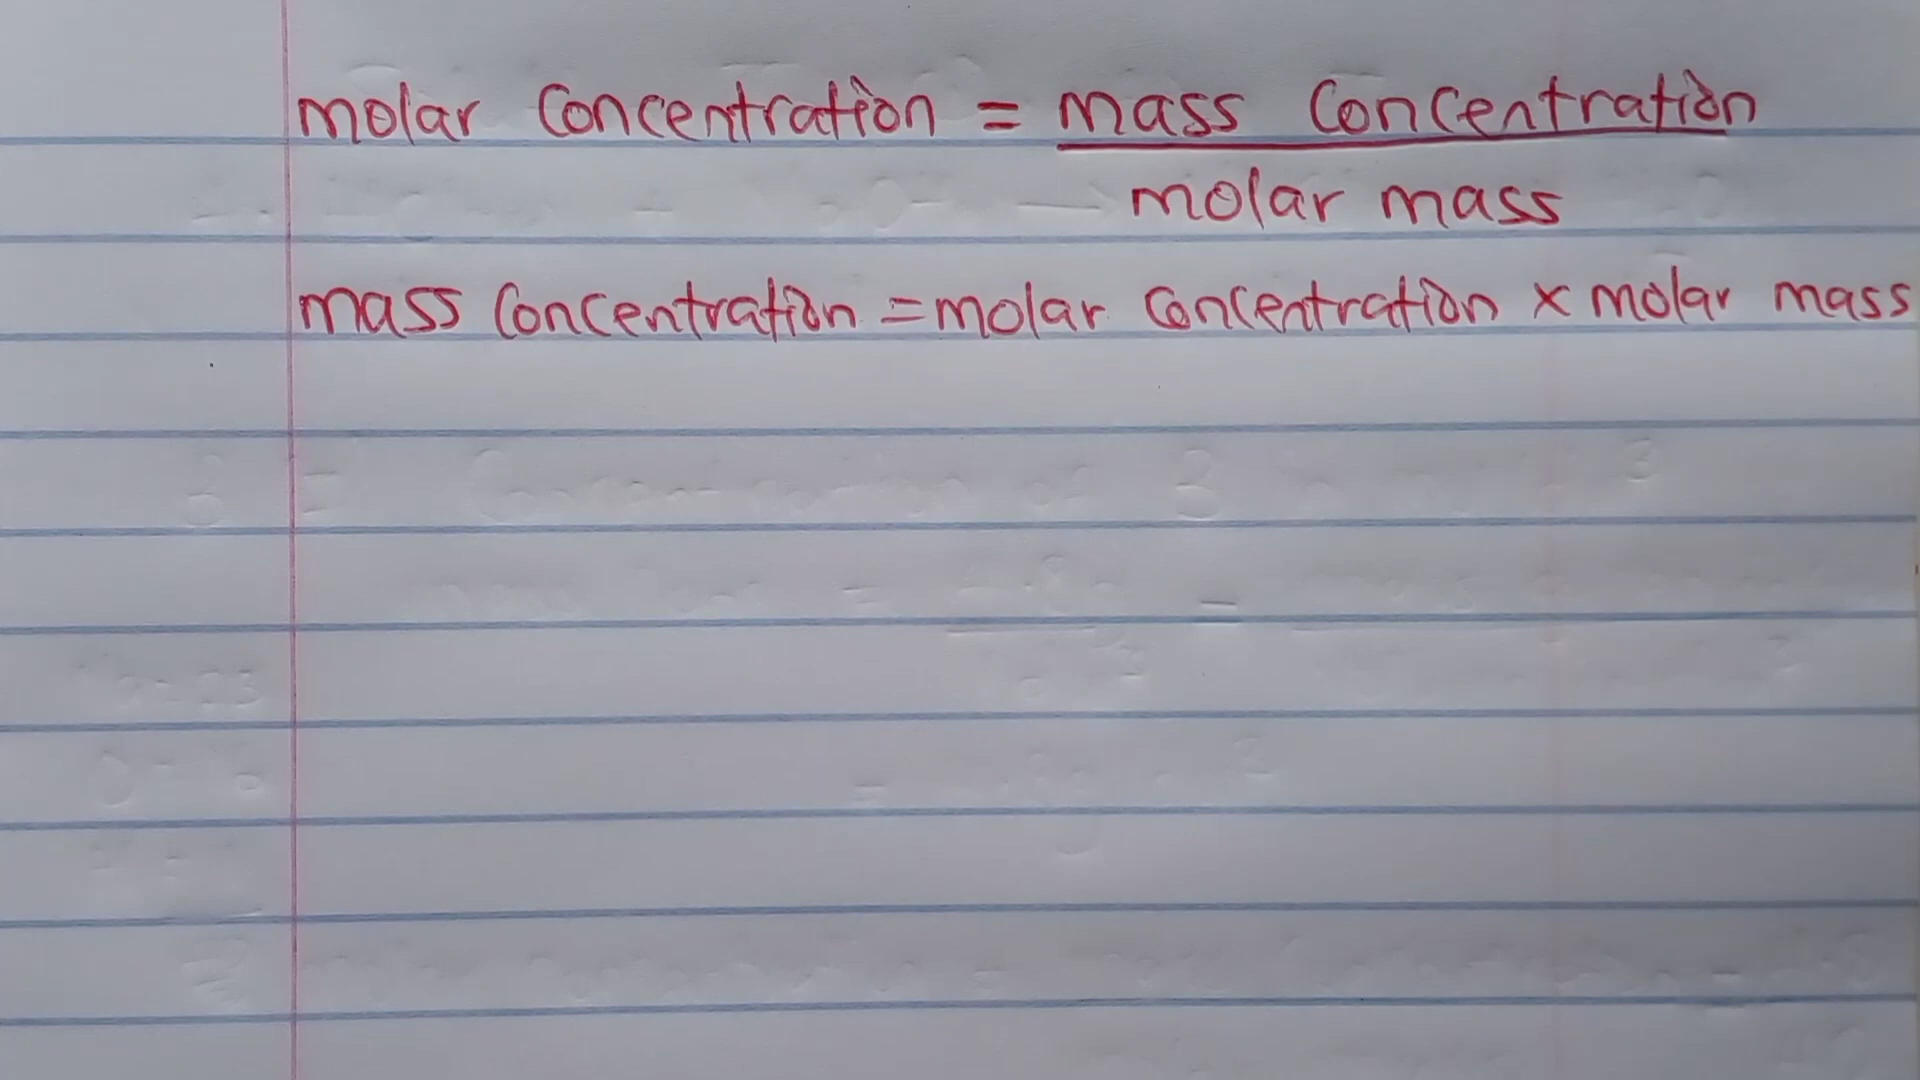 molar Concentration = mass Concentration
molar mass
mass Concentration = molar Concentration x molar mass